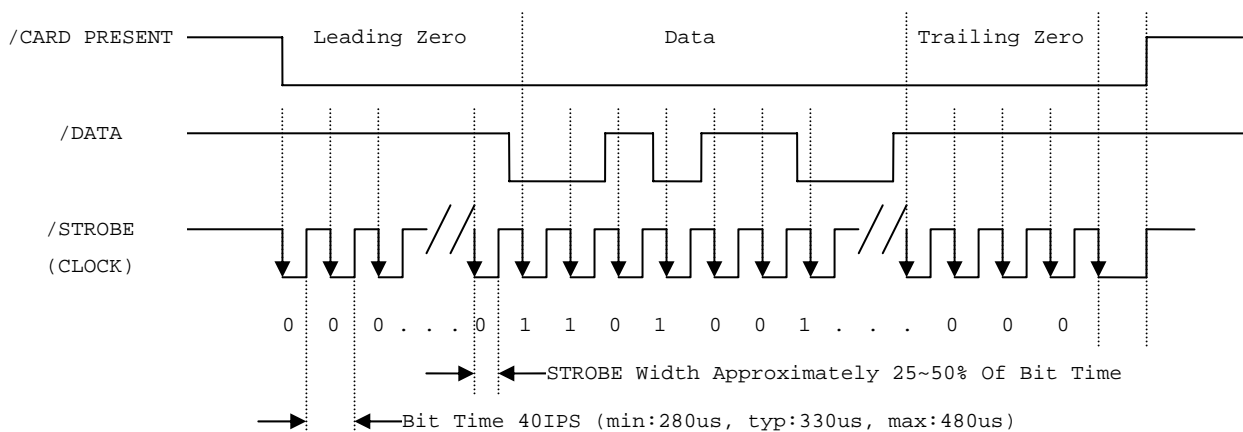 /CARD PRESENT
Leading Zero
Data
Trailing Zero
/DATA
/STROBE
(CLOCK)
0 0 0 . . . 0 1 1 0 1 0 0 1 . . . 0 0 0
STROBE Width Approximately 25~50% Of Bit Time
Bit Time 40IPS (min:280us, typ:330us, max:480us)